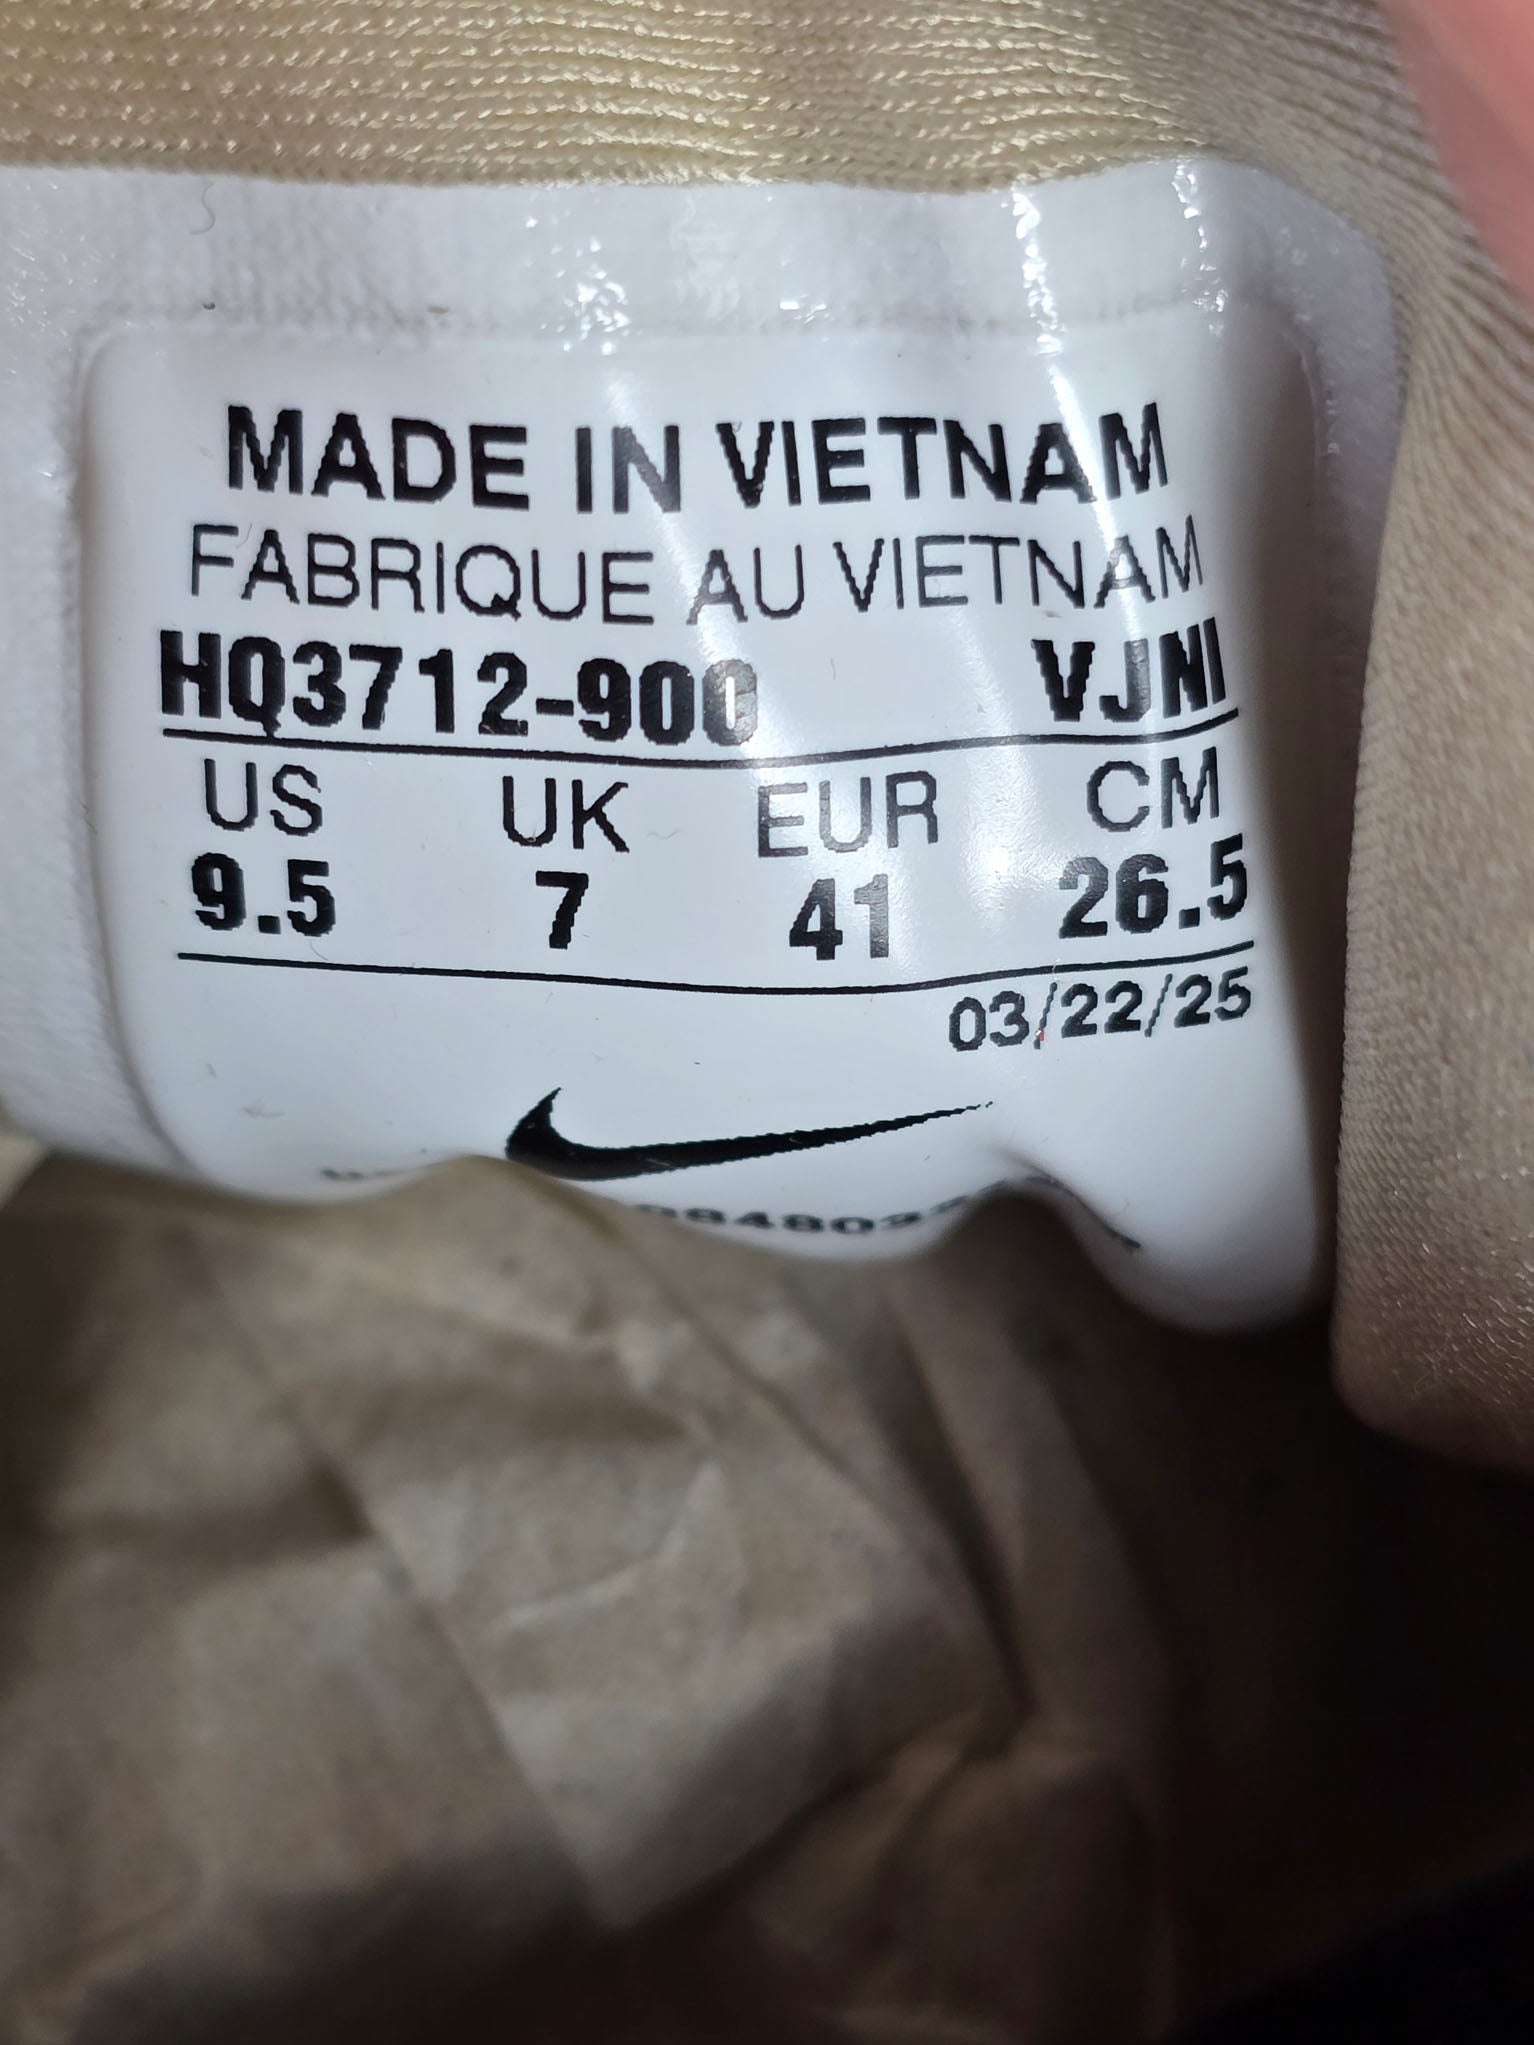 MADE IN VIETNAM
FABRIQUE AU VIETNAM
HQ3712-900 VJNI
US UK EUR CM
9.5 7 41 26.5
03/22/25